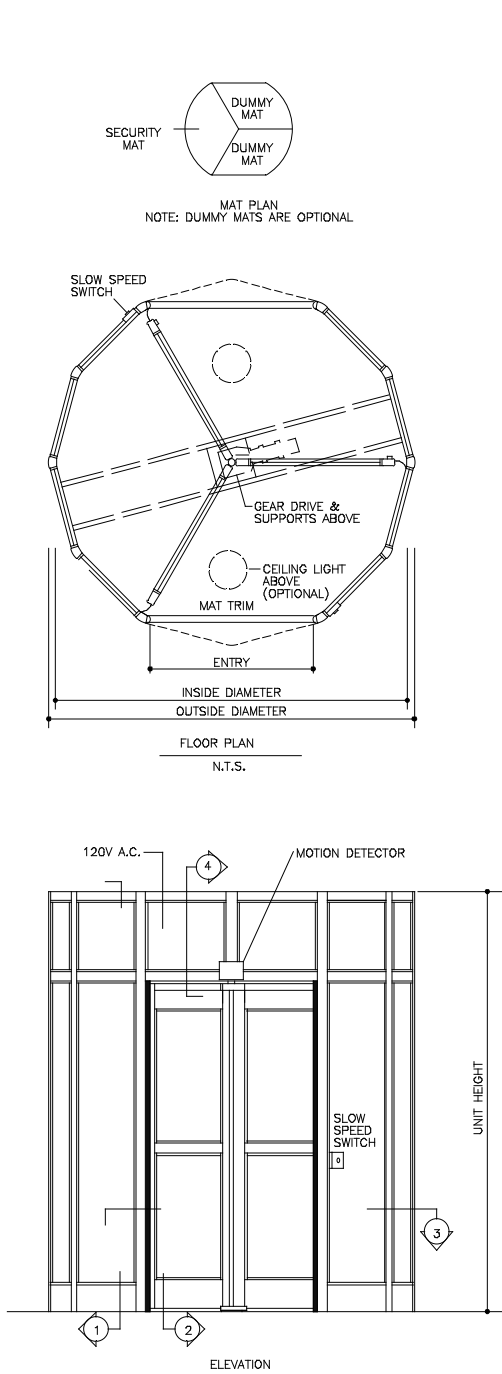 DUMMY
MAT
SECURITY
MAT
DUMMY
MAT
MAT PLAN
NOTE: DUMMY MATS ARE OPTIONAL
SLOW SPEED
SWITCH
GEAR DRIVE &
SUPPORTS ABOVE
CEILING LIGHT
ABOVE
(OPTIONAL)
MAT TRIM
ENTRY
INSIDE DIAMETER
OUTSIDE DIAMETER
FLOOR PLAN
N.T.S.
120V A.C.
4
MOTION DETECTOR
UNIT HEIGHT
SLOW
SPEED
SWITCH
3
1
2
ELEVATION